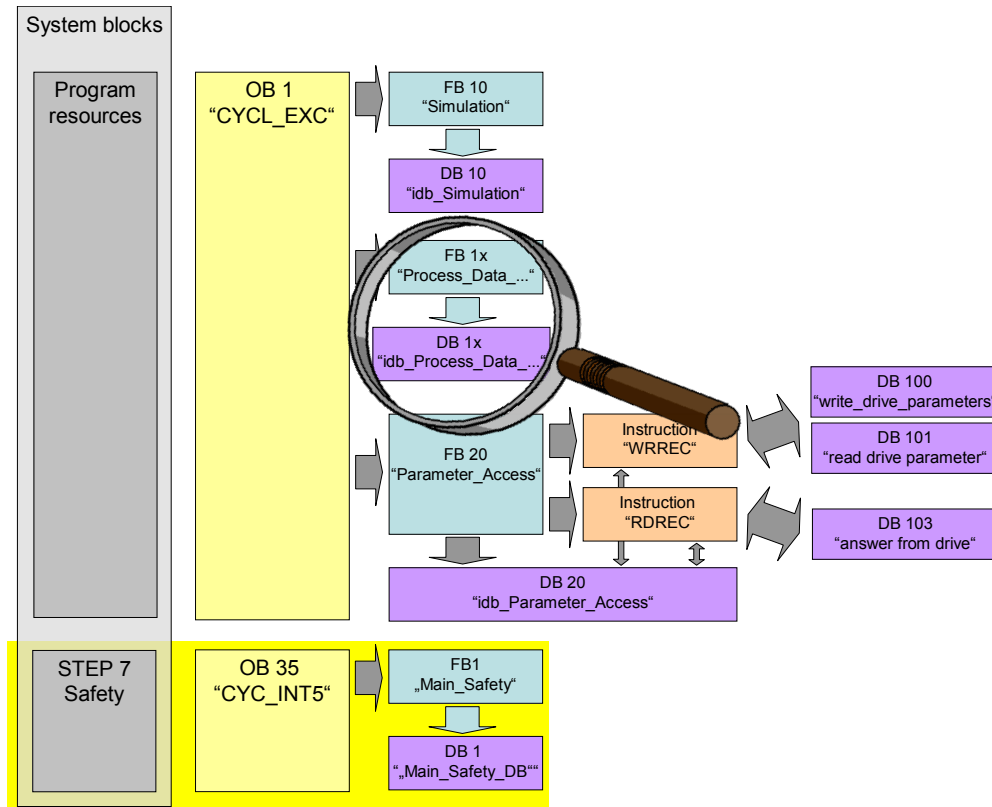 System blocks
Program
resources
OB 1
“CYCL_EXC“
FB 10
“Simulation“
DB 10
“idb_Simulation“
FB 1x
“Process_Data_...“
DB 1x
“idb_Process_Data_...“
FB 20
“Parameter_Access“
Instruction
“WRREC“
Instruction
“RDREC“
DB 100
“write_drive_parameters“
DB 101
“read drive parameter“
DB 103
“answer from drive“
DB 20
“idb_Parameter_Access“
STEP 7
Safety
OB 35
“CYC_INT5“
FB1
„Main_Safety“
DB 1
“„Main_Safety_DB““